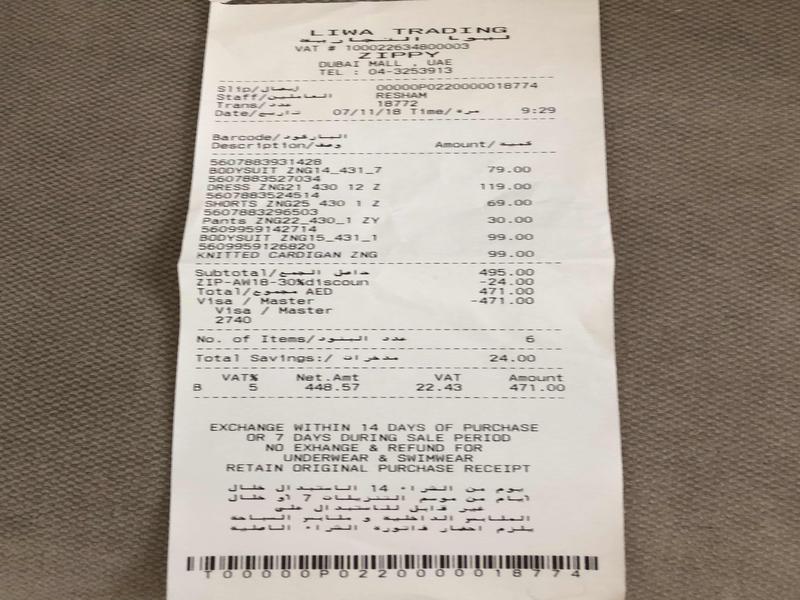 LIWA TRADING
ليوا التجارية
VAT # 100022634800003
ZIPPY
DUBAI MALL , UAE
TEL : 04-3253913
Slip/إيصال 00000P0220000018774
Staff/العاملين RESHAM
Trans/عدد 18772
Date/تاريخ 07/11/18 Time/مرة 9:29
Barcode/الباركود
Description/وصف Amount/كمية
5607883931428
BODYSUIT ZNG14_431_7 79.00
5607883527034
DRESS ZNG21 430 12 Z 119.00
5607883524514
SHORTS ZNG25 430 1 Z 69.00
5607883296503
Pants ZNG22_430_1 ZY 30.00
5609959142714
BODYSUIT ZNG15_431_1 99.00
5609959126820
KNITTED CARDIGAN ZNG 99.00
Subtotal/حاصل الجمع 495.00
ZIP-AW18-30%discoun -24.00
Total/مجموع AED 471.00
Visa / Master -471.00
Visa / Master
2740
No. of Items/عدد البنود 6
Total Savings:/مدخرات 24.00
VAT% Net.Amt VAT Amount
B 5 448.57 22.43 471.00
EXCHANGE WITHIN 14 DAYS OF PURCHASE
OR 7 DAYS DURING SALE PERIOD
NO EXHANGE & REFUND FOR
UNDERWEAR & SWIMWEAR
RETAIN ORIGINAL PURCHASE RECEIPT
يوم من الشراء 14 الاستبدال خلال
أيام من موسم التنزيلات 7 أو خلال
غير قابل للاستبدال على
الملابس الداخلية و ملابس السباحة
يلزم احضار فاتورة الشراء الاصلية
T00000P0220000018774